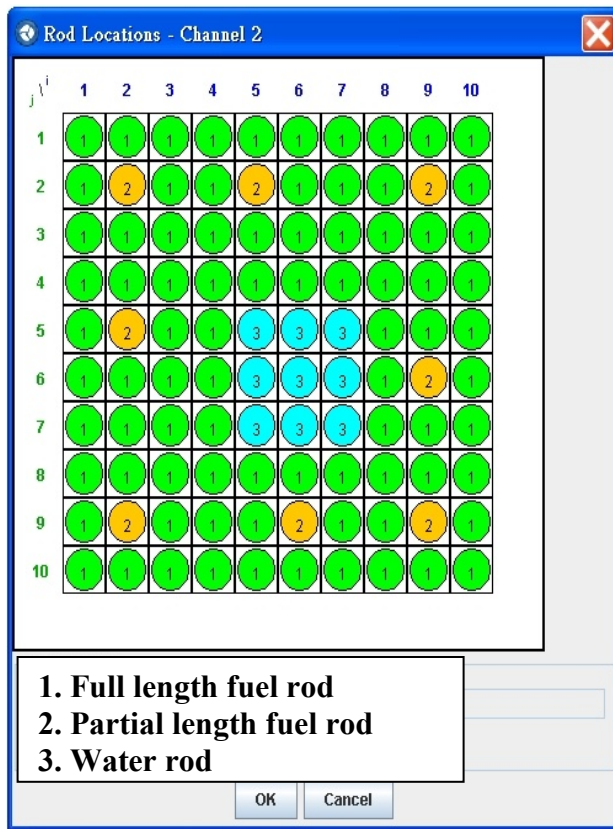 Rod Locations - Channel 2
j \ i 1 2 3 4 5 6 7 8 9 10
1 1 1 1 1 1 1 1 1 1 1
2 1 2 1 1 2 1 1 1 2 1
3 1 1 1 1 1 1 1 1 1 1
4 1 1 1 1 1 1 1 1 1 1
5 1 2 1 1 3 3 3 1 1 1
6 1 1 1 1 3 3 3 1 2 1
7 1 1 1 1 3 3 3 1 1 1
8 1 1 1 1 1 1 1 1 1 1
9 1 2 1 1 1 2 1 1 2 1
10 1 1 1 1 1 1 1 1 1 1
1. Full length fuel rod
2. Partial length fuel rod
3. Water rod
OK Cancel